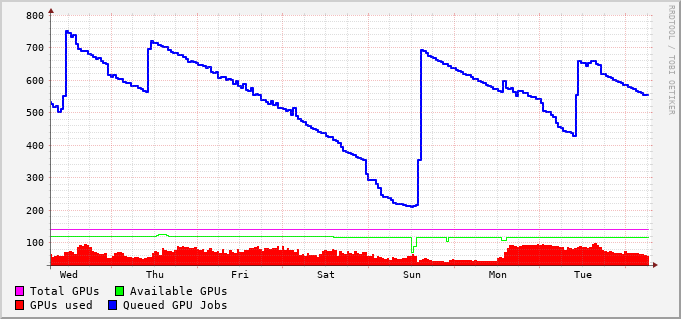 800
700
600
500
400
300
200
100
Wed Thu Fri Sat Sun Mon Tue
Total GPUs Available GPUs
GPUs used Queued GPU Jobs
RRDTOOL / TOBI OETIKER